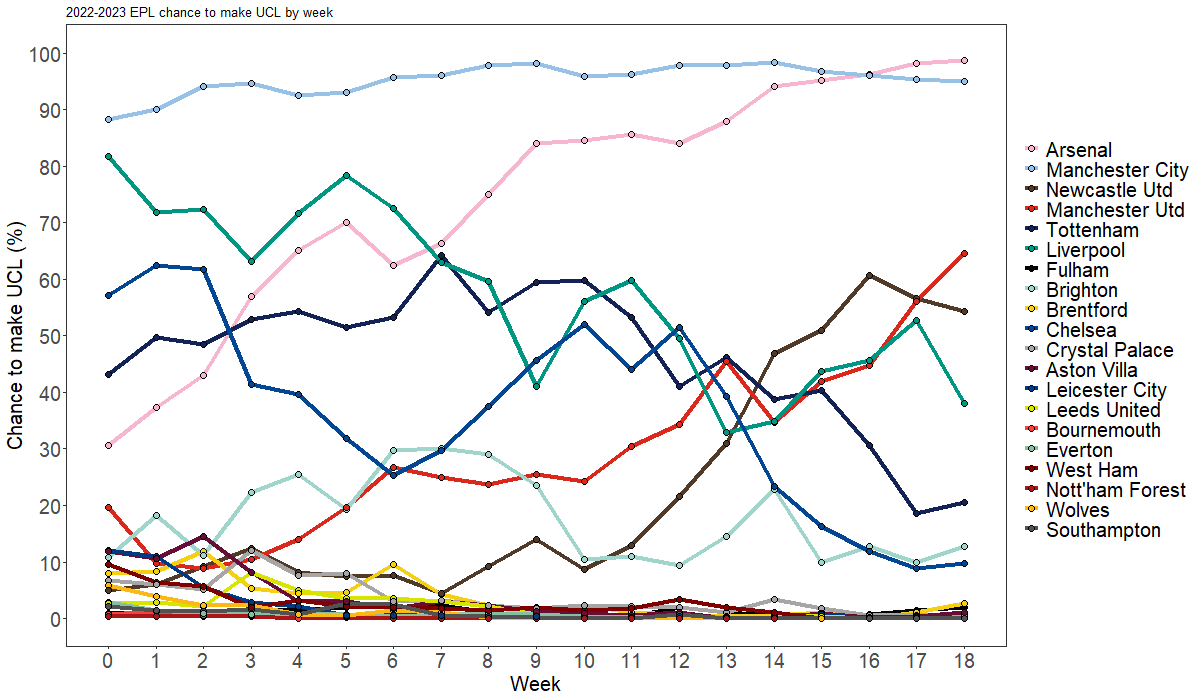 2022-2023 EPL chance to make UCL by week
Chance to make UCL (%)
100
90
80
70
60
50
40
30
20
10
0
0 1 2 3 4 5 6 7 8 9 10 11 12 13 14 15 16 17 18
Week
Arsenal
Manchester City
Newcastle Utd
Manchester Utd
Tottenham
Liverpool
Fulham
Brighton
Brentford
Chelsea
Crystal Palace
Aston Villa
Leicester City
Leeds United
Bournemouth
Everton
West Ham
Nott'ham Forest
Wolves
Southampton